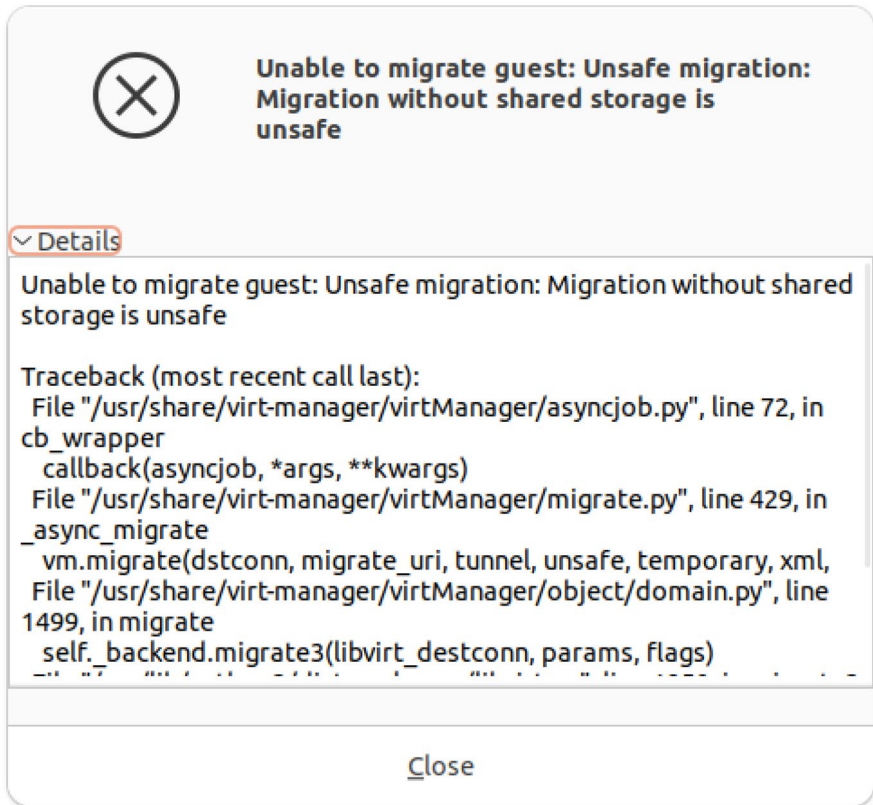 Unable to migrate guest: Unsafe migration:
Migration without shared storage is
unsafe
Details
Unable to migrate guest: Unsafe migration: Migration without shared
storage is unsafe
Traceback (most recent call last):
File "/usr/share/virt-manager/virtManager/asyncjob.py", line 72, in
cb_wrapper
callback(asyncjob, *args, **kwargs)
File "/usr/share/virt-manager/virtManager/migrate.py", line 429, in
_async_migrate
vm.migrate(dstconn, migrate_uri, tunnel, unsafe, temporary, xml,
File "/usr/share/virt-manager/virtManager/object/domain.py", line
1499, in migrate
self._backend.migrate3(libvirt_destconn, params, flags)
Close